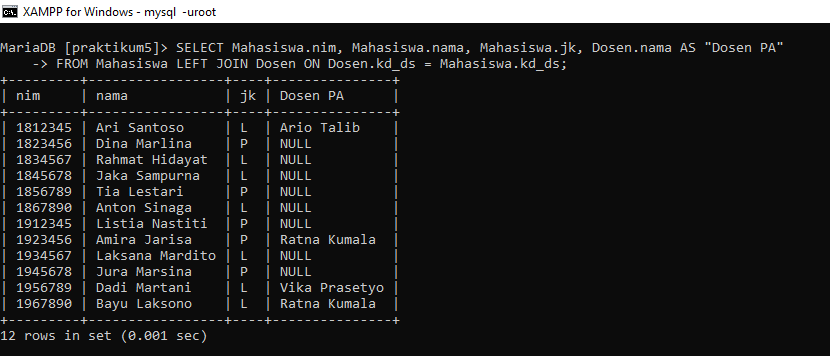 XAMPP for Windows - mysql  -uroot
MariaDB [praktikum5]> SELECT Mahasiswa.nim, Mahasiswa.nama, Mahasiswa.jk, Dosen.nama AS "Dosen PA"
    -> FROM Mahasiswa LEFT JOIN Dosen ON Dosen.kd_ds = Mahasiswa.kd_ds;
+---------+-----------------+----+---------------+
| nim     | nama            | jk | Dosen PA      |
+---------+-----------------+----+---------------+
| 1812345 | Ari Santoso     | L  | Ario Talib    |
| 1823456 | Dina Marlina    | P  | NULL          |
| 1834567 | Rahmat Hidayat  | L  | NULL          |
| 1845678 | Jaka Sampurna   | L  | NULL          |
| 1856789 | Tia Lestari     | P  | NULL          |
| 1867890 | Anton Sinaga    | L  | NULL          |
| 1912345 | Listia Nastiti  | P  | NULL          |
| 1923456 | Amira Jarisa    | P  | Ratna Kumala  |
| 1934567 | Laksana Mardito | L  | NULL          |
| 1945678 | Jura Marsina    | P  | NULL          |
| 1956789 | Dadi Martani    | L  | Vika Prasetyo |
| 1967890 | Bayu Laksono    | L  | Ratna Kumala  |
+---------+-----------------+----+---------------+
12 rows in set (0.001 sec)